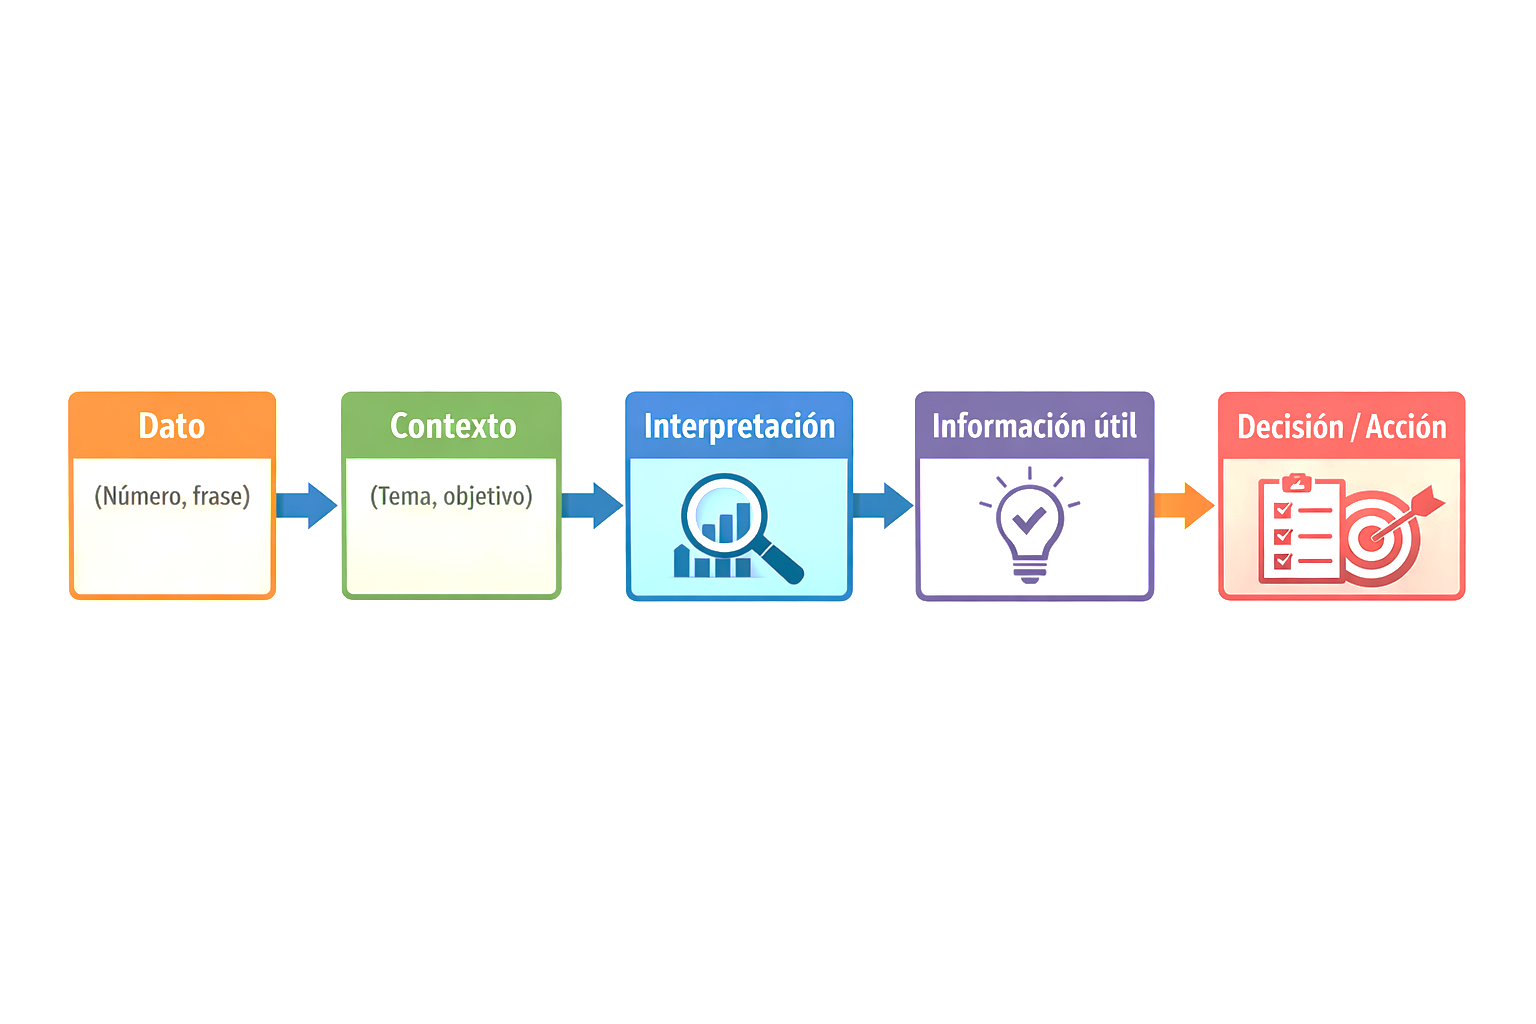 Dato
(Número, frase)
Contexto
(Tema, objetivo)
Interpretación
Información útil
Decisión / Acción